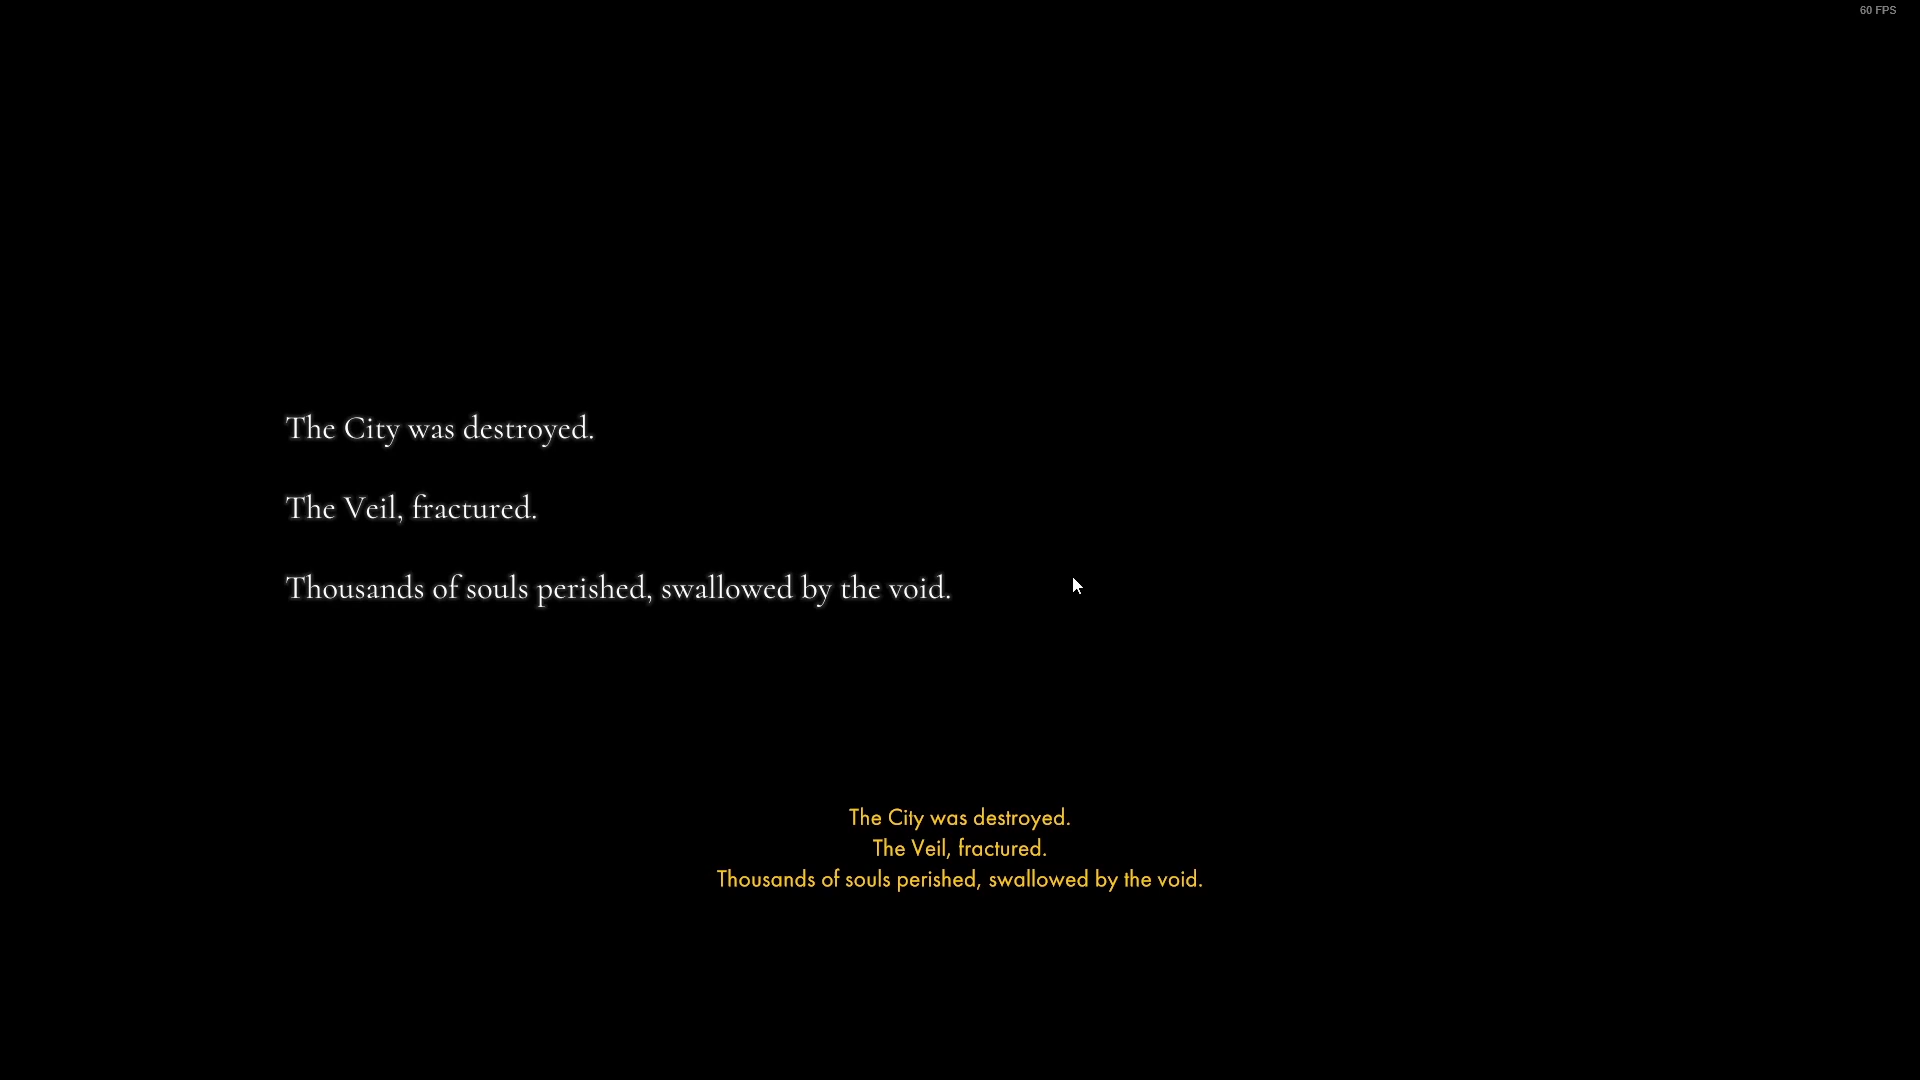 60 FPS
The City was destroyed.
The Veil, fractured.
Thousands of souls perished, swallowed by the void.
The City was destroyed.
The Veil, fractured.
Thousands of souls perished, swallowed by the void.